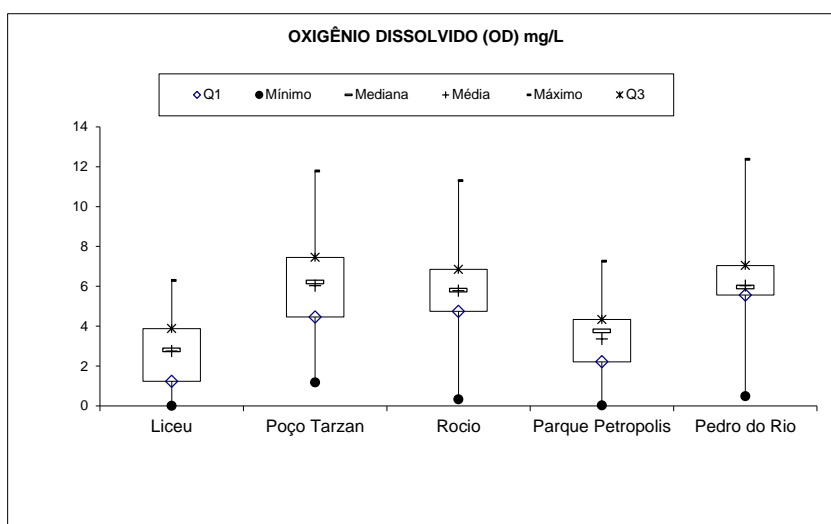 OXIGÊNIO DISSOLVIDO (OD) mg/L
Q1 Mínimo Mediana Média Máximo Q3
14
12
10
8
6
4
2
0
Liceu Poço Tarzan Rocio Parque Petropolis Pedro do Rio